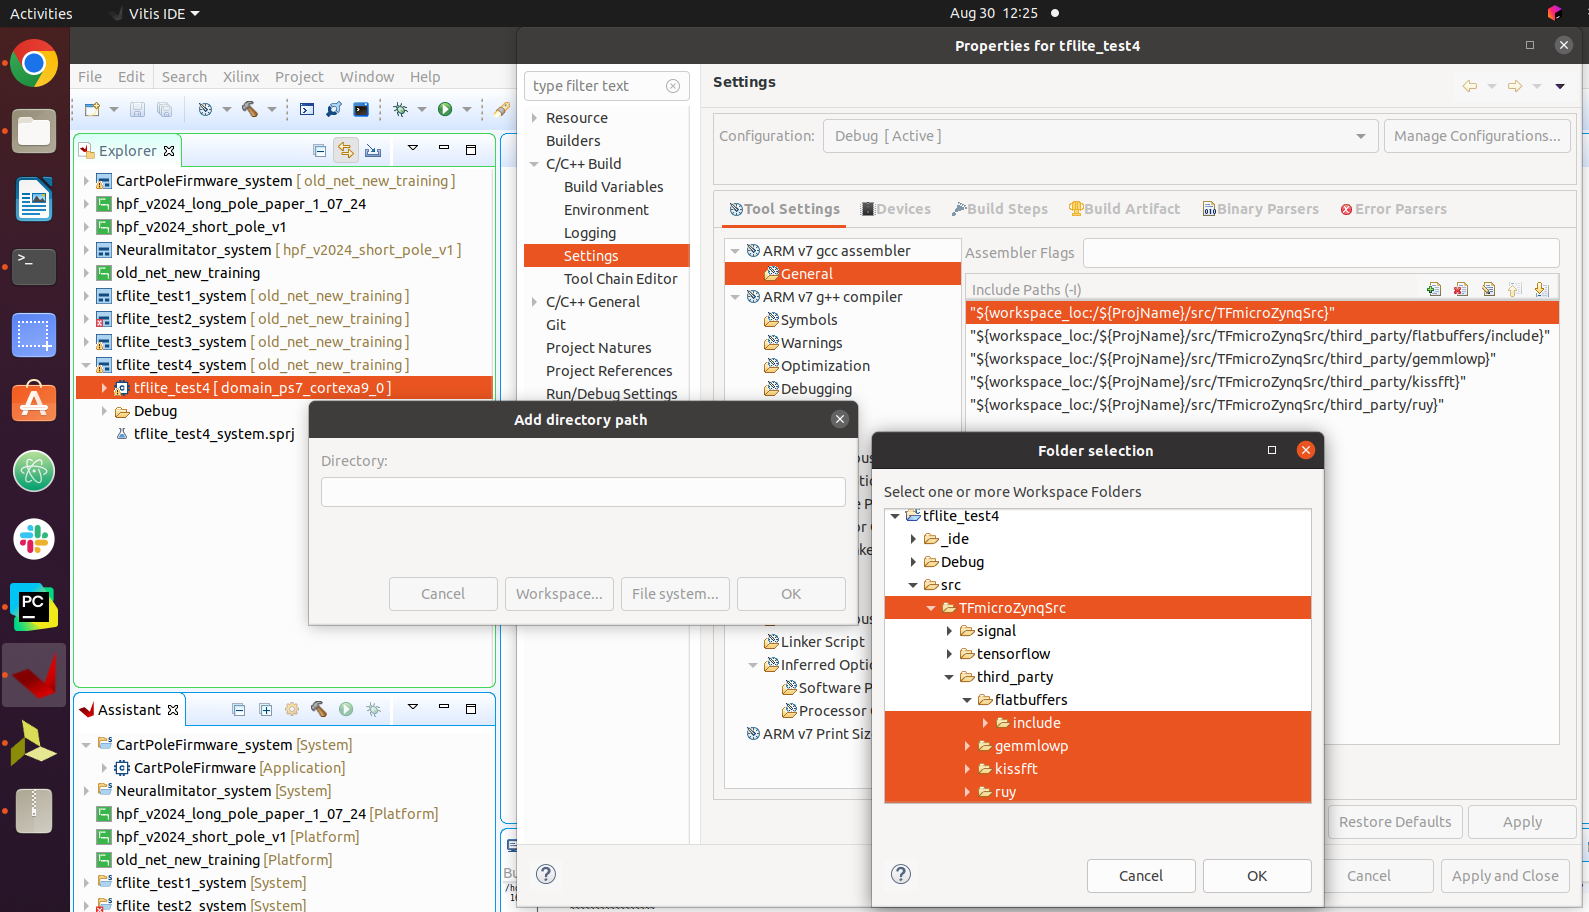 Activities
Vitis IDE
Aug 30 12:25
Properties for tflite_test4
File Edit Search Xilinx Project Window Help
type filter text
Settings
Resource
Builders
C/C++ Build
Build Variables
Environment
Logging
Settings
Tool Chain Editor
C/C++ General
Git
Project Natures
Project References
Run/Debug Settings
Configuration:
Debug [ Active ]
Manage Configurations...
Tool Settings
Devices
Build Steps
Build Artifact
Binary Parsers
Error Parsers
ARM v7 gcc assembler
General
ARM v7 g++ compiler
Symbols
Warnings
Optimization
Debugging
Linker Script
Inferred Optio
Software P
Processor
ARM v7 Print Siz
Assembler Flags
Include Paths (-I)
"${workspace_loc:/${ProjName}/src/TFmicroZynqSrc}"
"${workspace_loc:/${ProjName}/src/TFmicroZynqSrc/third_party/flatbuffers/include}"
"${workspace_loc:/${ProjName}/src/TFmicroZynqSrc/third_party/gemmlowp}"
"${workspace_loc:/${ProjName}/src/TFmicroZynqSrc/third_party/kissfft}"
"${workspace_loc:/${ProjName}/src/TFmicroZynqSrc/third_party/ruy}"
Explorer
CartPoleFirmware_system [ old_net_new_training ]
hpf_v2024_long_pole_paper_1_07_24
hpf_v2024_short_pole_v1
NeuralImitator_system [ hpf_v2024_short_pole_v1 ]
old_net_new_training
tflite_test1_system [ old_net_new_training ]
tflite_test2_system [ old_net_new_training ]
tflite_test3_system [ old_net_new_training ]
tflite_test4_system [ old_net_new_training ]
tflite_test4 [ domain_ps7_cortexa9_0 ]
Debug
tflite_test4_system.sprj
Add directory path
Directory:
Cancel
Workspace...
File system...
OK
Folder selection
Select one or more Workspace Folders
tflite_test4
_ide
Debug
src
TFmicroZynqSrc
signal
tensorflow
third_party
flatbuffers
include
gemmlowp
kissfft
ruy
Cancel
OK
Restore Defaults
Apply
Cancel
Apply and Close
Assistant
CartPoleFirmware_system [System]
CartPoleFirmware [Application]
NeuralImitator_system [System]
hpf_v2024_long_pole_paper_1_07_24 [Platform]
hpf_v2024_short_pole_v1 [Platform]
old_net_new_training [Platform]
tflite_test1_system [System]
tflite_test2_system [System]
PC